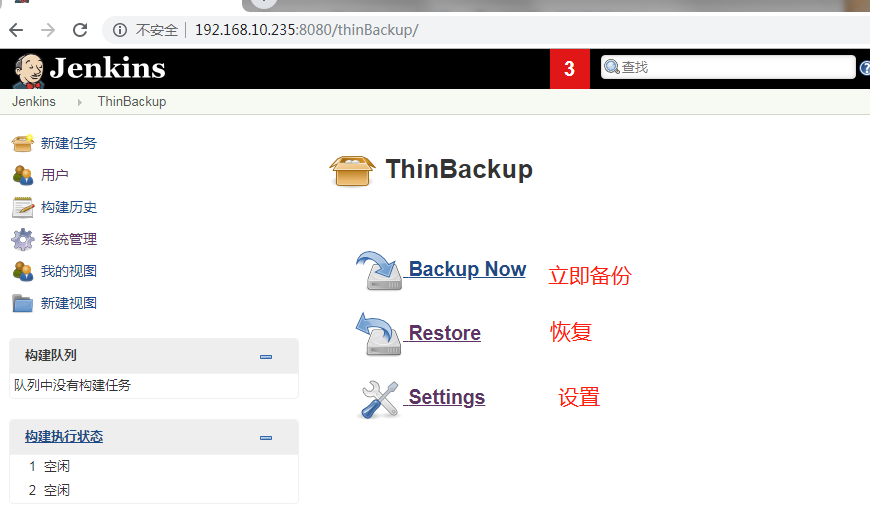 不安全 192.168.10.235:8080/thinBackup/
Jenkins 3 查找
Jenkins ThinBackup
新建任务
用户
构建历史
系统管理
我的视图
新建视图
构建队列
队列中没有构建任务
构建执行状态
1 空闲
2 空闲
ThinBackup
Backup Now 立即备份
Restore 恢复
Settings 设置